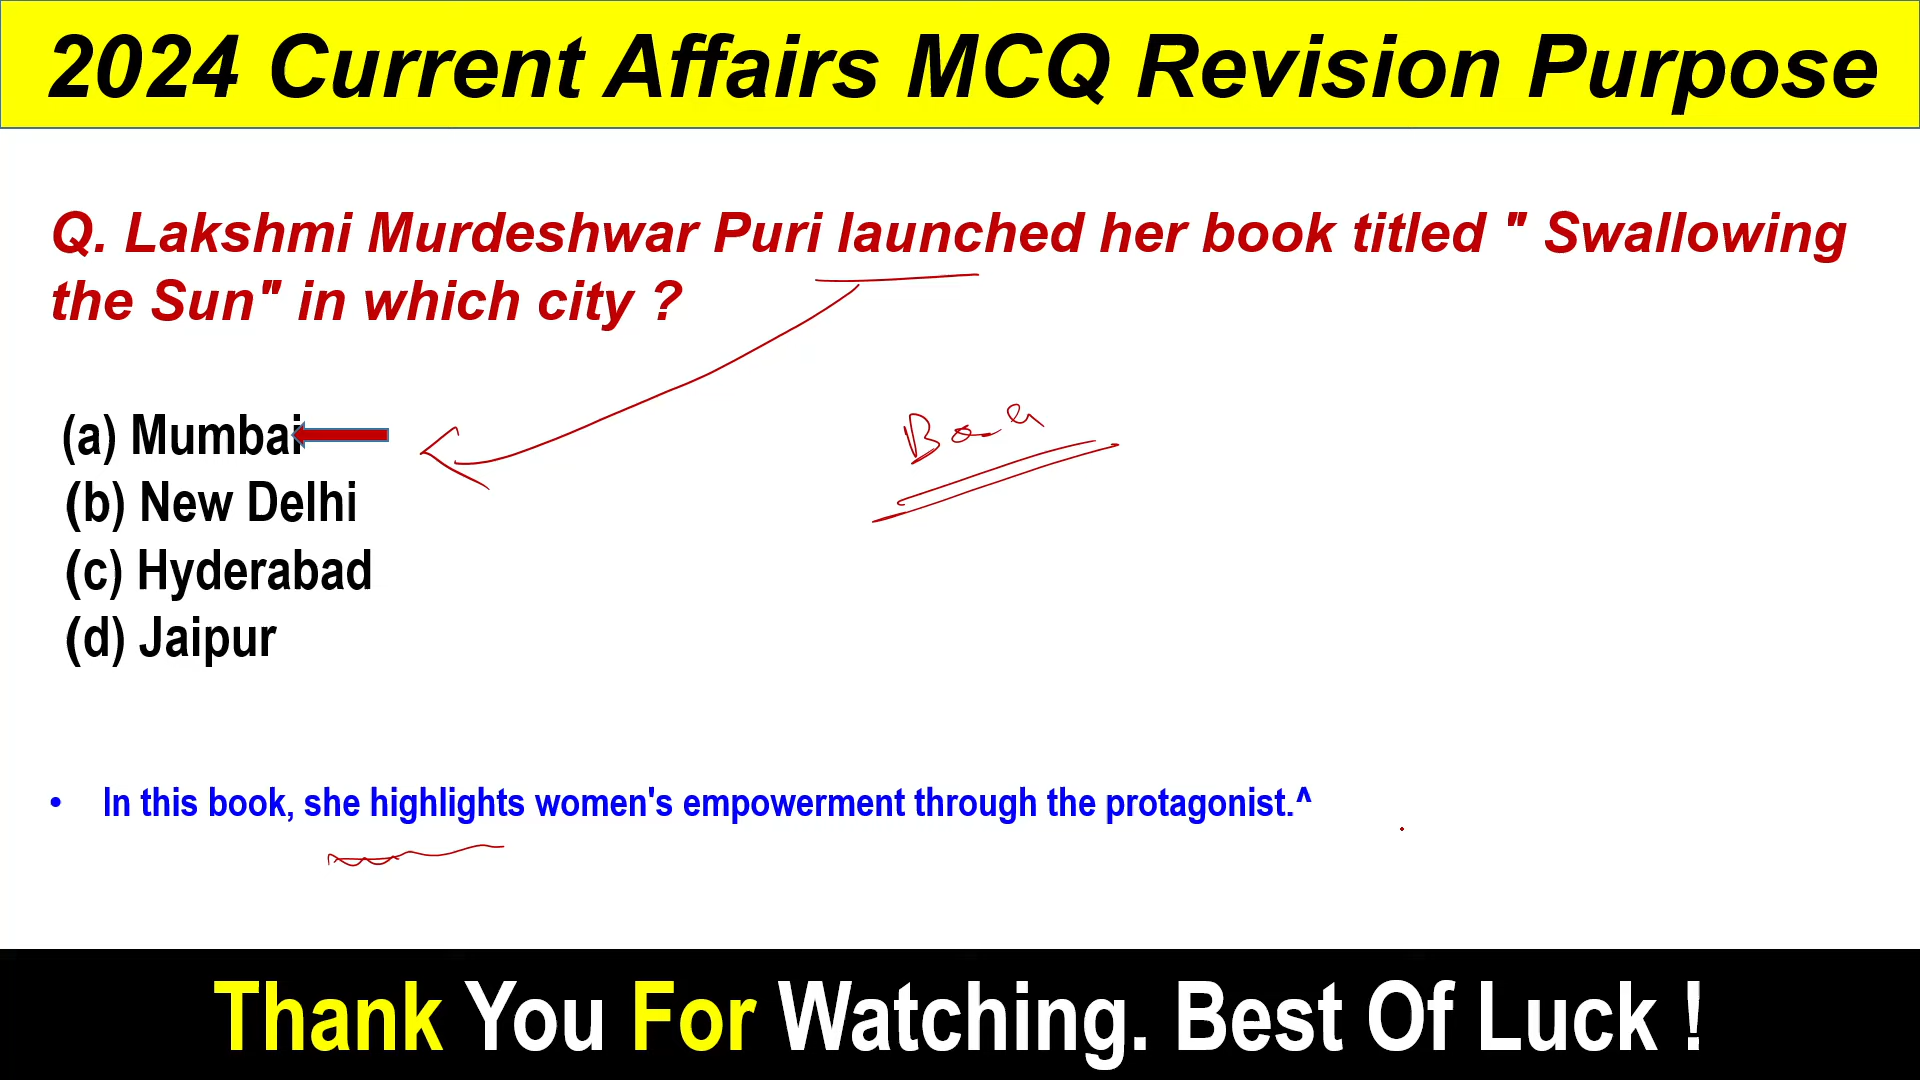 2024 Current Affairs MCQ Revision Purpose
Q. Lakshmi Murdeshwar Puri launched her book titled " Swallowing
the Sun" in which city ?
(a) Mumbai
(b) New Delhi
(c) Hyderabad
(d) Jaipur
• In this book, she highlights women's empowerment through the protagonist.^
Thank You For Watching. Best Of Luck !